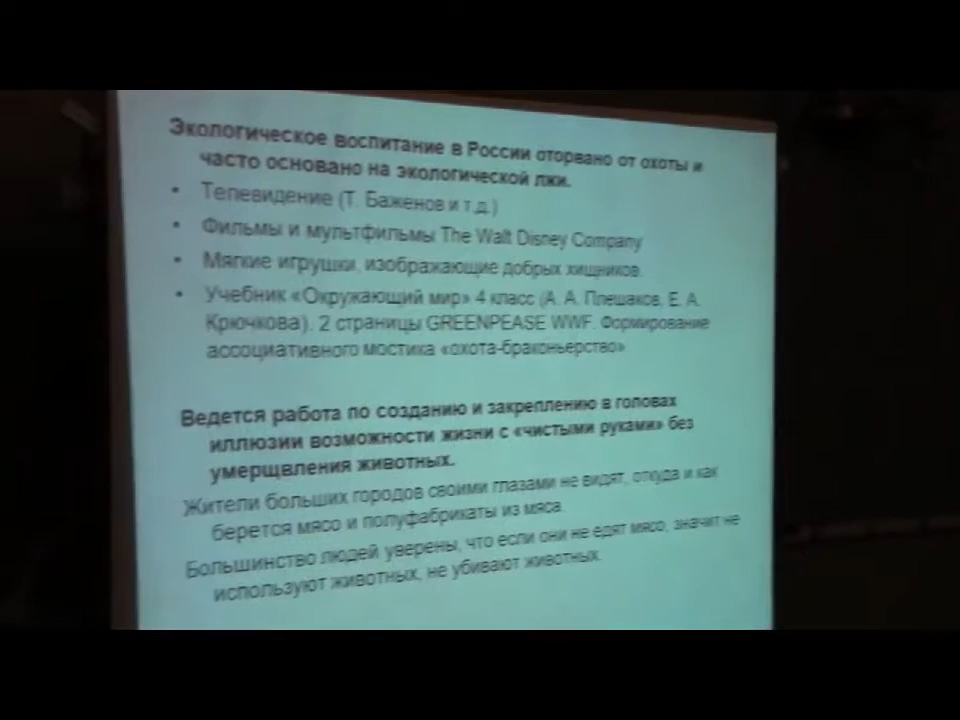 Экологическое воспитание в России оторвано от охоты и
часто основано на экологической лжи.
• Телевидение (Т. Баженов и т.д.)
• Фильмы и мультфильмы The Walt Disney Company
• Мягкие игрушки, изображающие добрых хищников.
• Учебник «Окружающий мир» 4 класс (А. А. Плешаков, Е. А.
Крючкова). 2 страницы GREENPEASE WWF. Формирование
ассоциативного мостика «охота-браконьерство»
Ведется работа по созданию и закреплению в головах
иллюзии возможности жизни с «чистыми руками» без
умерщвления животных.
Жители больших городов своими глазами не видят, откуда и как
берется мясо и полуфабрикаты из мяса.
Большинство людей уверены, что если они не едят мясо, значит не
используют животных, не убивают животных.